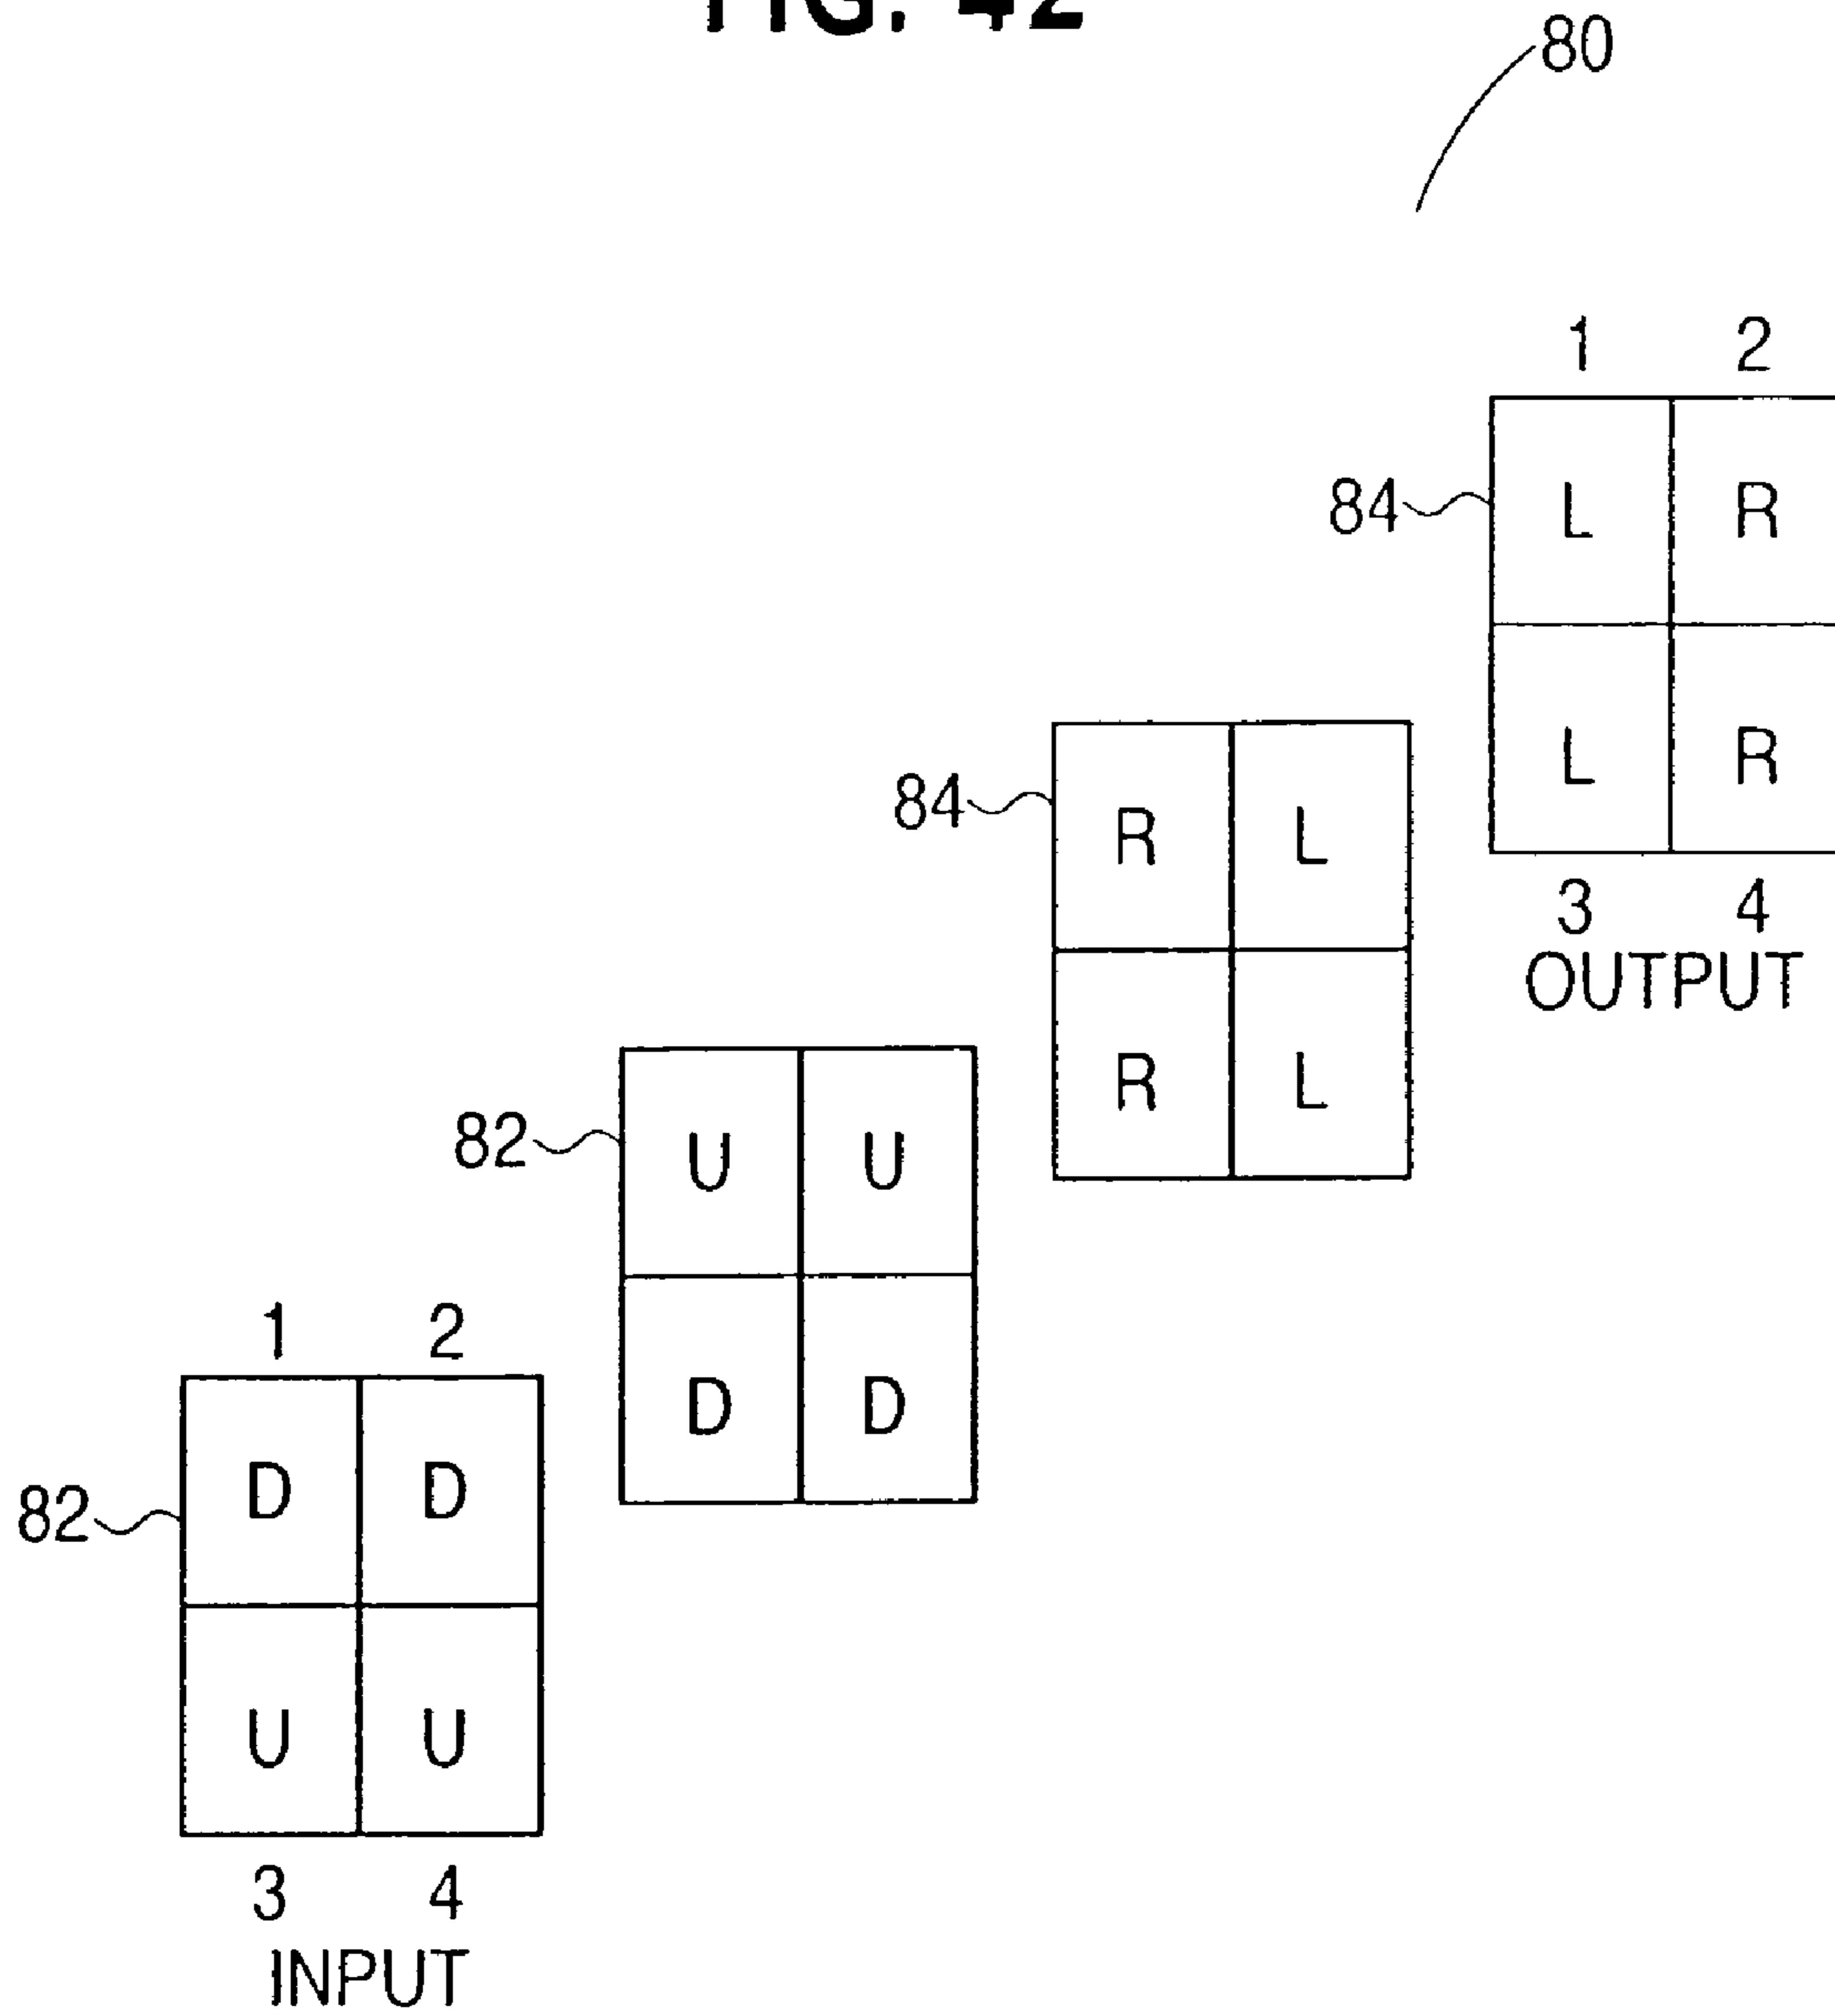 FIG. 42
80
1 2
84 L R
L R
3 4
OUTPUT
84 R L
R L
82 U U
D D
1 2
82 D D
U U
3 4
INPUT